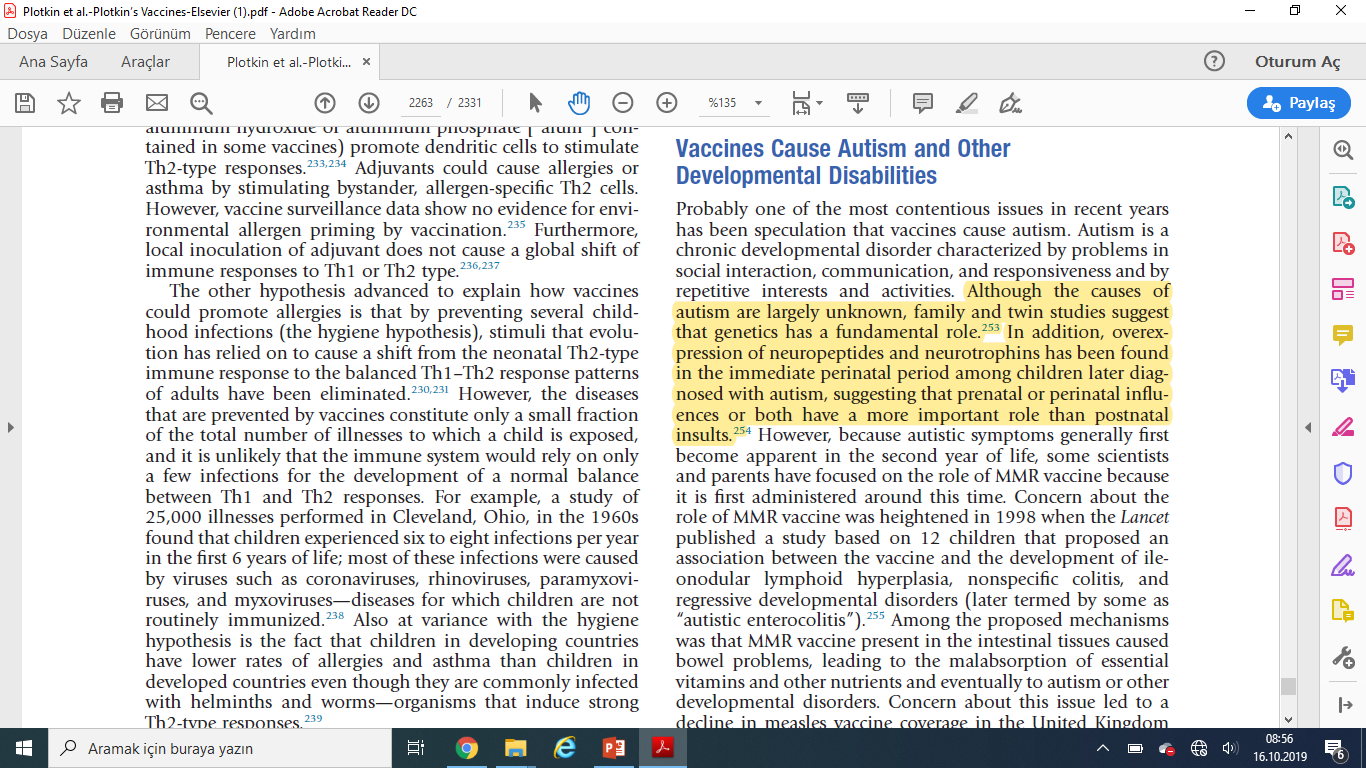 Plotkin et al.-Plotkin's Vaccines-Elsevier (1).pdf - Adobe Acrobat Reader DC
Dosya Düzenle Görünüm Pencere Yardım
Ana Sayfa Araçlar Plotkin et al.-Plotki... × Oturum Aç
2263 / 2331 %135 Paylaş
aluminum hydroxide or aluminum phosphate [“alum”] con-
tained in some vaccines) promote dendritic cells to stimulate
Th2-type responses.233,234 Adjuvants could cause allergies or
asthma by stimulating bystander, allergen-specific Th2 cells.
However, vaccine surveillance data show no evidence for envi-
ronmental allergen priming by vaccination.235 Furthermore,
local inoculation of adjuvant does not cause a global shift of
immune responses to Th1 or Th2 type.236,237
The other hypothesis advanced to explain how vaccines
could promote allergies is that by preventing several child-
hood infections (the hygiene hypothesis), stimuli that evolu-
tion has relied on to cause a shift from the neonatal Th2-type
immune response to the balanced Th1–Th2 response patterns
of adults have been eliminated.230,231 However, the diseases
that are prevented by vaccines constitute only a small fraction
of the total number of illnesses to which a child is exposed,
and it is unlikely that the immune system would rely on only
a few infections for the development of a normal balance
between Th1 and Th2 responses. For example, a study of
25,000 illnesses performed in Cleveland, Ohio, in the 1960s
found that children experienced six to eight infections per year
in the first 6 years of life; most of these infections were caused
by viruses such as coronaviruses, rhinoviruses, paramyxovi-
ruses, and myxoviruses—diseases for which children are not
routinely immunized.238 Also at variance with the hygiene
hypothesis is the fact that children in developing countries
have lower rates of allergies and asthma than children in
developed countries even though they are commonly infected
with helminths and worms—organisms that induce strong
Th2-type responses.239
Vaccines Cause Autism and Other
Developmental Disabilities
Probably one of the most contentious issues in recent years
has been speculation that vaccines cause autism. Autism is a
chronic developmental disorder characterized by problems in
social interaction, communication, and responsiveness and by
repetitive interests and activities. Although the causes of
autism are largely unknown, family and twin studies suggest
that genetics has a fundamental role.253 In addition, overex-
pression of neuropeptides and neurotrophins has been found
in the immediate perinatal period among children later diag-
nosed with autism, suggesting that prenatal or perinatal influ-
ences or both have a more important role than postnatal
insults.254 However, because autistic symptoms generally first
become apparent in the second year of life, some scientists
and parents have focused on the role of MMR vaccine because
it is first administered around this time. Concern about the
role of MMR vaccine was heightened in 1998 when the Lancet
published a study based on 12 children that proposed an
association between the vaccine and the development of ile-
onodular lymphoid hyperplasia, nonspecific colitis, and
regressive developmental disorders (later termed by some as
“autistic enterocolitis”).255 Among the proposed mechanisms
was that MMR vaccine present in the intestinal tissues caused
bowel problems, leading to the malabsorption of essential
vitamins and other nutrients and eventually to autism or other
developmental disorders. Concern about this issue led to a
decline in measles vaccine coverage in the United Kingdom
Aramak için buraya yazın
08:56
16.10.2019
6